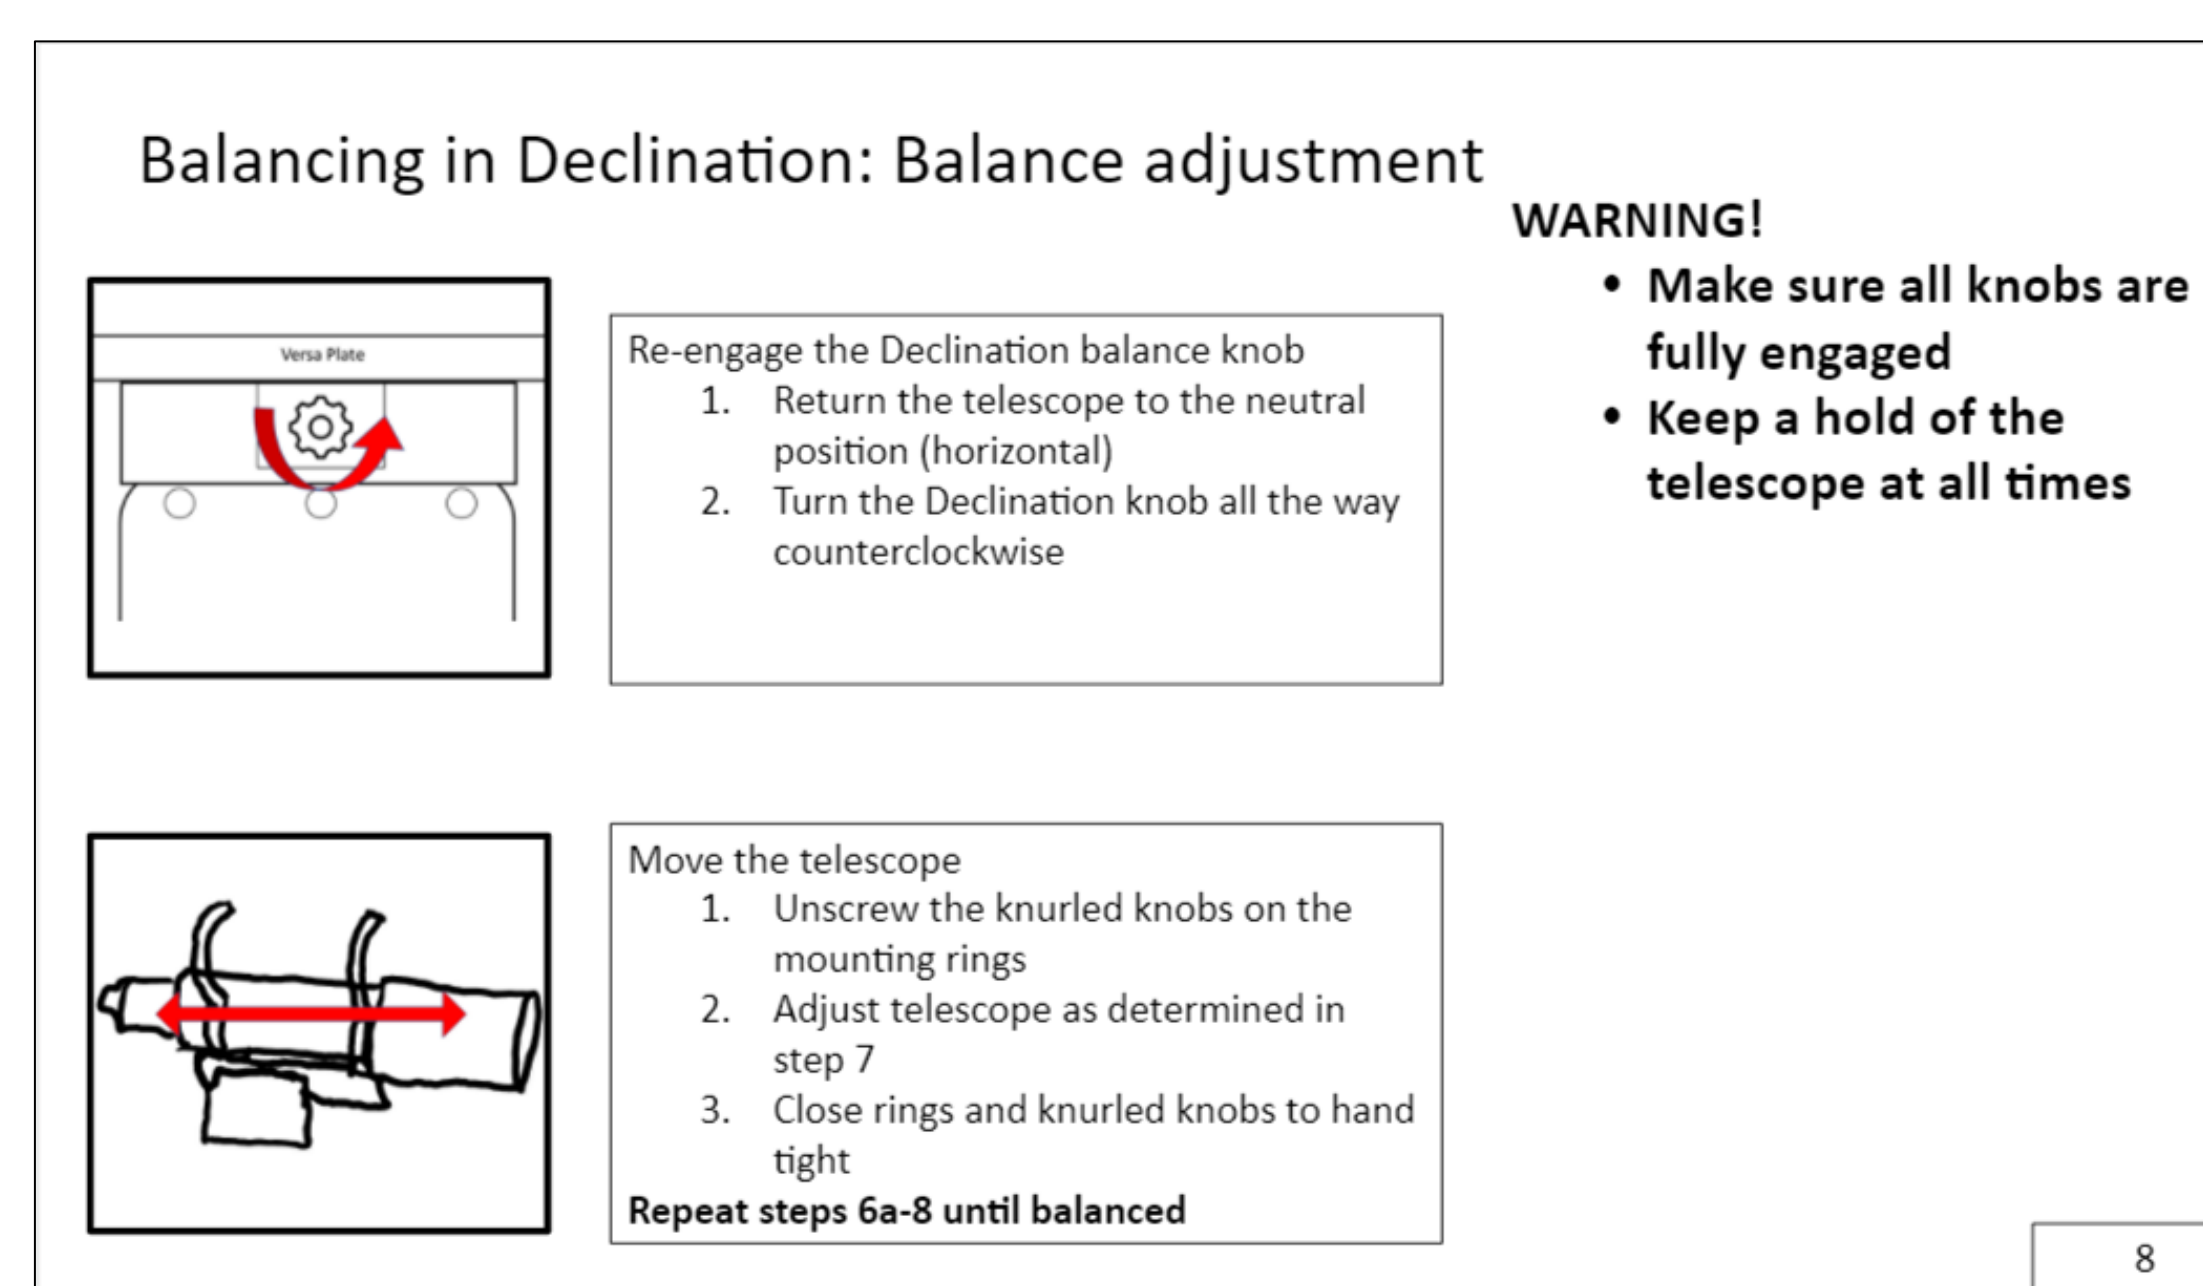 Balancing in Declination: Balance adjustment
WARNING!
• Make sure all knobs are
fully engaged
• Keep a hold of the
telescope at all times
Versa Plate
Re-engage the Declination balance knob
1. Return the telescope to the neutral
position (horizontal)
2. Turn the Declination knob all the way
counterclockwise
Move the telescope
1. Unscrew the knurled knobs on the
mounting rings
2. Adjust telescope as determined in
step 7
3. Close rings and knurled knobs to hand
tight
Repeat steps 6a-8 until balanced
8